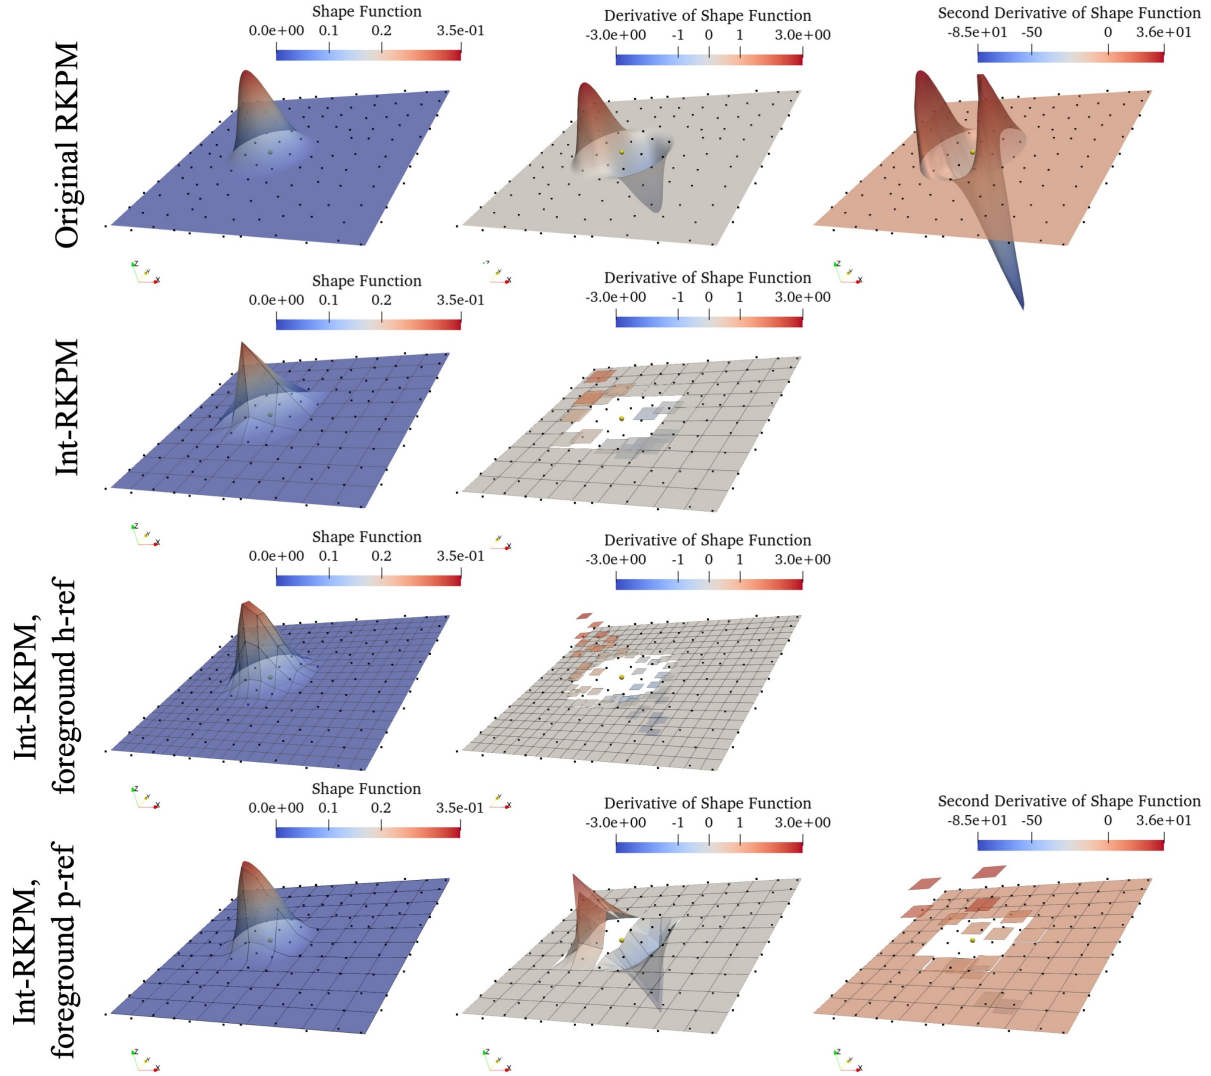 Original RKPM
Shape Function
0.0e+00 0.1 0.2 3.5e-01
Derivative of Shape Function
-3.0e+00 -1 0 1 3.0e+00
Second Derivative of Shape Function
-8.5e+01 -50 0 3.6e+01
Z Y X
Int-RKPM
Shape Function
0.0e+00 0.1 0.2 3.5e-01
Derivative of Shape Function
-3.0e+00 -1 0 1 3.0e+00
Z Y X
Int-RKPM,
foreground h-ref
Shape Function
0.0e+00 0.1 0.2 3.5e-01
Derivative of Shape Function
-3.0e+00 -1 0 1 3.0e+00
Z Y X
Int-RKPM,
foreground p-ref
Shape Function
0.0e+00 0.1 0.2 3.5e-01
Derivative of Shape Function
-3.0e+00 -1 0 1 3.0e+00
Second Derivative of Shape Function
-8.5e+01 -50 0 3.6e+01
Z Y X